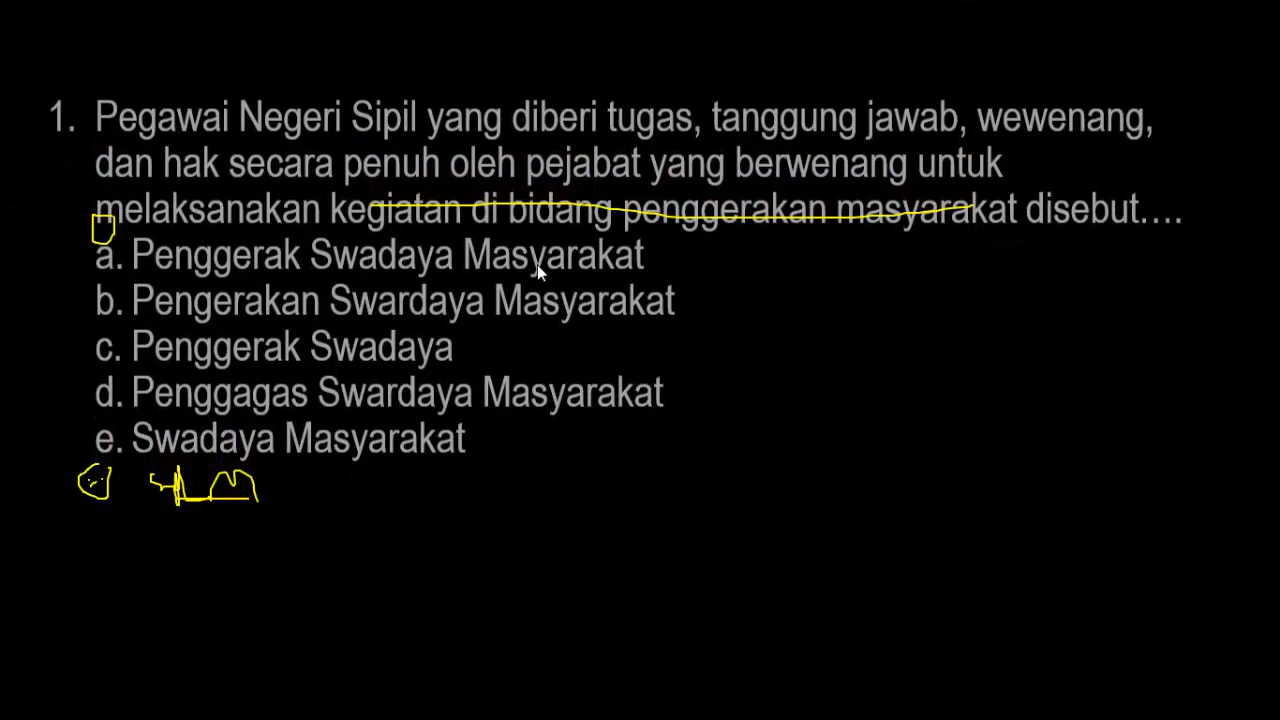 1. Pegawai Negeri Sipil yang diberi tugas, tanggung jawab, wewenang,
dan hak secara penuh oleh pejabat yang berwenang untuk
melaksanakan kegiatan di bidang penggerakan masyarakat disebut....
a. Penggerak Swadaya Masyarakat
b. Pengerakan Swardaya Masyarakat
c. Penggerak Swadaya
d. Penggagas Swardaya Masyarakat
e. Swadaya Masyarakat